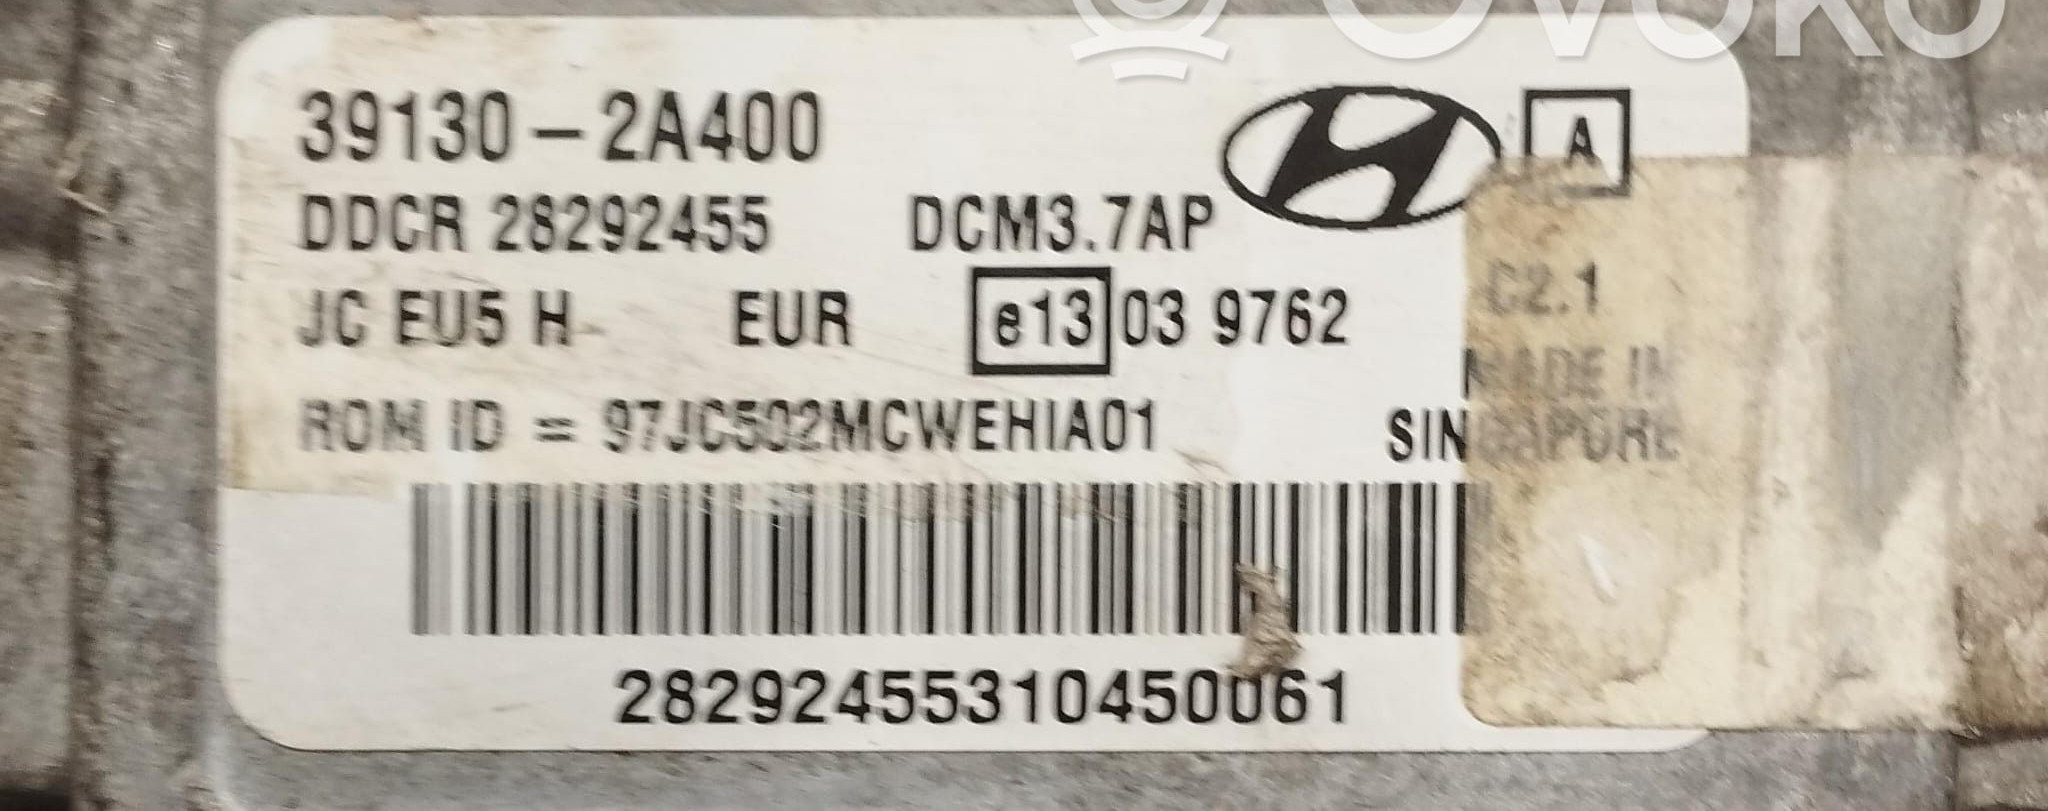 OVOKO
39130-2A400
A
DDCR 28292455 DCM3.7AP
JC EU5 H EUR e13 03 9762 C2.1
MADE IN
ROM ID = 97JC502MCWEHIA01 SINGAPORE
28292455310450061